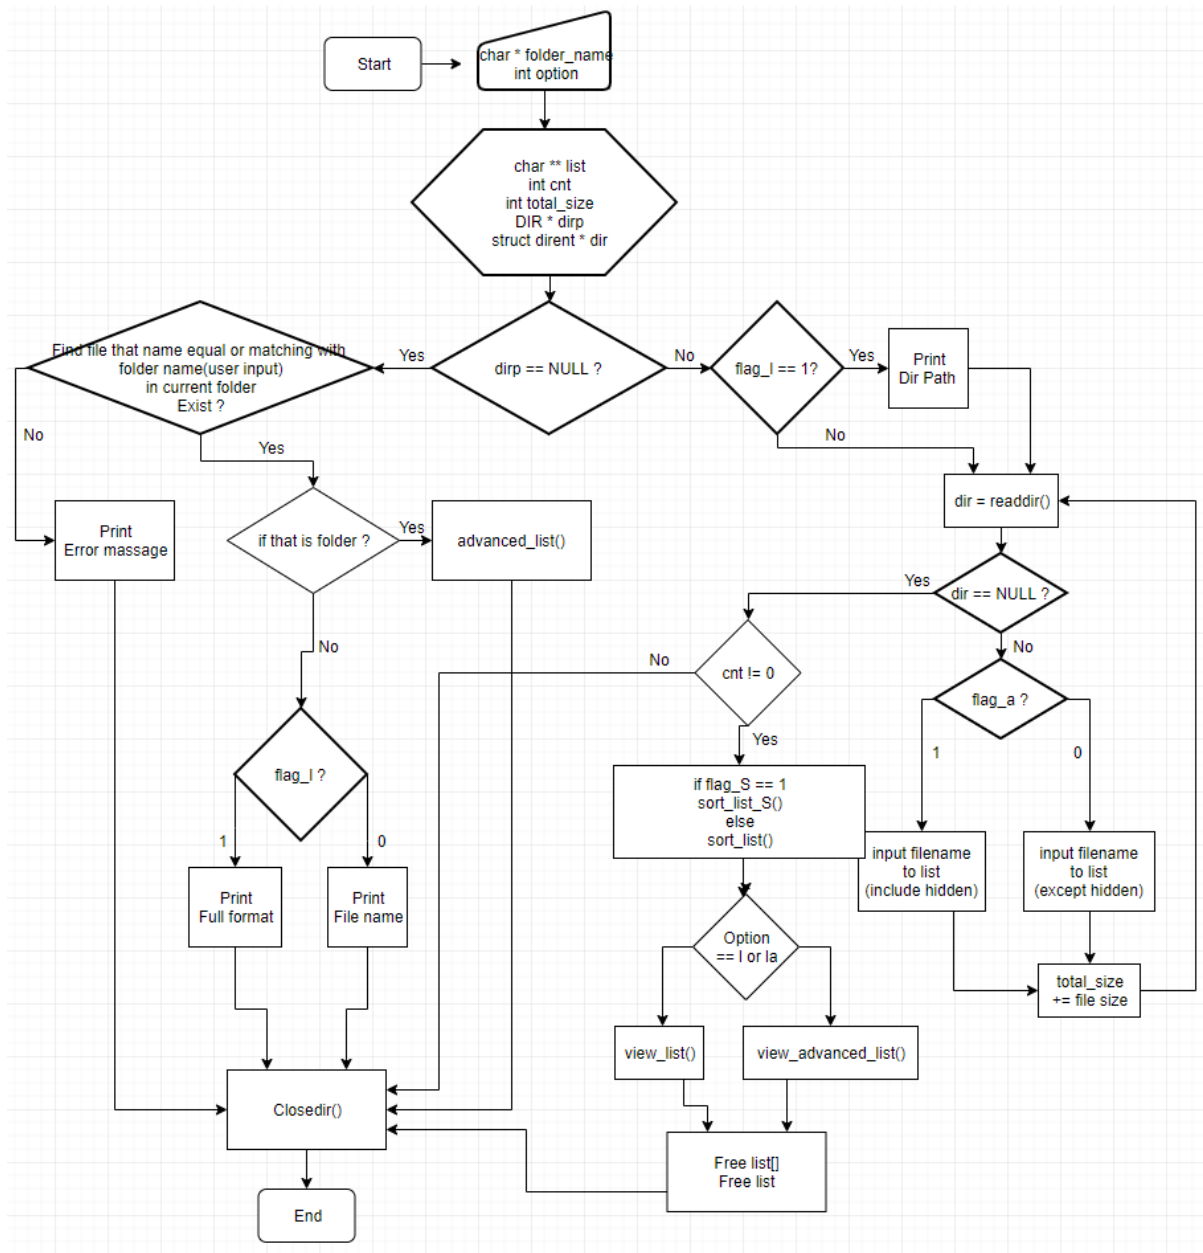 Start
char * folder_name
int option
char ** list
int cnt
int total_size
DIR * dirp
struct dirent * dir
Find file that name equal or matching with
folder name(user input)
in current folder
Exist ?
Yes
dirp == NULL ?
No
flag_l == 1?
Yes
Print
Dir Path
No
Yes
No
dir = readdir()
Print
Error massage
if that is folder ?
Yes
advanced_list()
Yes
dir == NULL ?
No
No
No
cnt != 0
flag_a ?
Yes
1
0
flag_l ?
if flag_S == 1
sort_list_S()
else
sort_list()
1
0
input filename
to list
(include hidden)
input filename
to list
(except hidden)
Print
Full format
Print
File name
Option
== l or la
total_size
+= file size
view_list()
view_advanced_list()
Closedir()
Free list[]
Free list
End